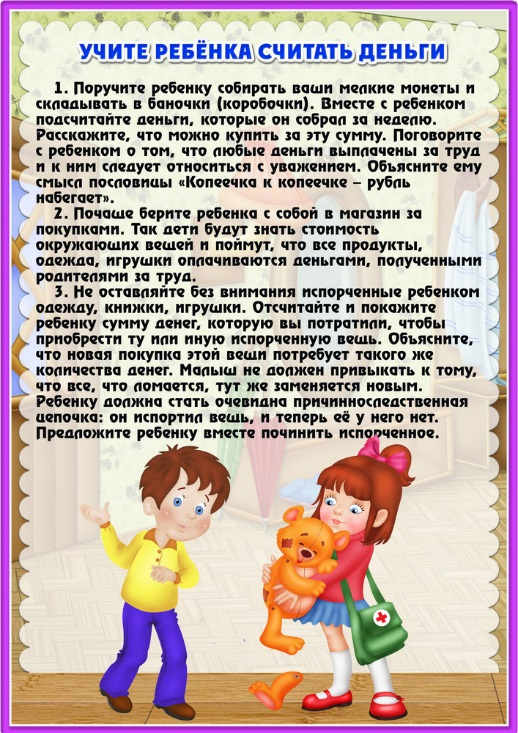 УЧИТЕ РЕБЁНКА СЧИТАТЬ ДЕНЬГИ
1. Поручите ребенку собирать ваши мелкие монеты и
складывать в баночки (коробочки). Вместе с ребенком
подсчитайте деньги, которые он собрал за неделю.
Расскажите, что можно купить за эту сумму. Поговорите
с ребенком о том, что любые деньги выплачены за труд
и к ним следует относиться с уважением. Объясните ему
смысл пословицы «Копеечка к копеечке – рубль
набегает».
2. Почаще берите ребенка с собой в магазин за
покупками. Так дети будут знать стоимость
окружающих вещей и поймут, что все продукты,
одежда, игрушки оплачиваются деньгами, полученными
родителями за труд.
3. Не оставляйте без внимания испорченные ребенком
одежду, книжки, игрушки. Отсчитайте и покажите
ребенку сумму денег, которую вы потратили, чтобы
приобрести ту или иную испорченную вещь. Объясните,
что новая покупка этой вещи потребует такого же
количества денег. Малыш не должен привыкать к тому,
что все, что ломается, тут же заменяется новым.
Ребенку должна стать очевидна причинноследственная
цепочка: он испортил вещь, и теперь её у него нет.
Предложите ребенку вместе починить испорченное.